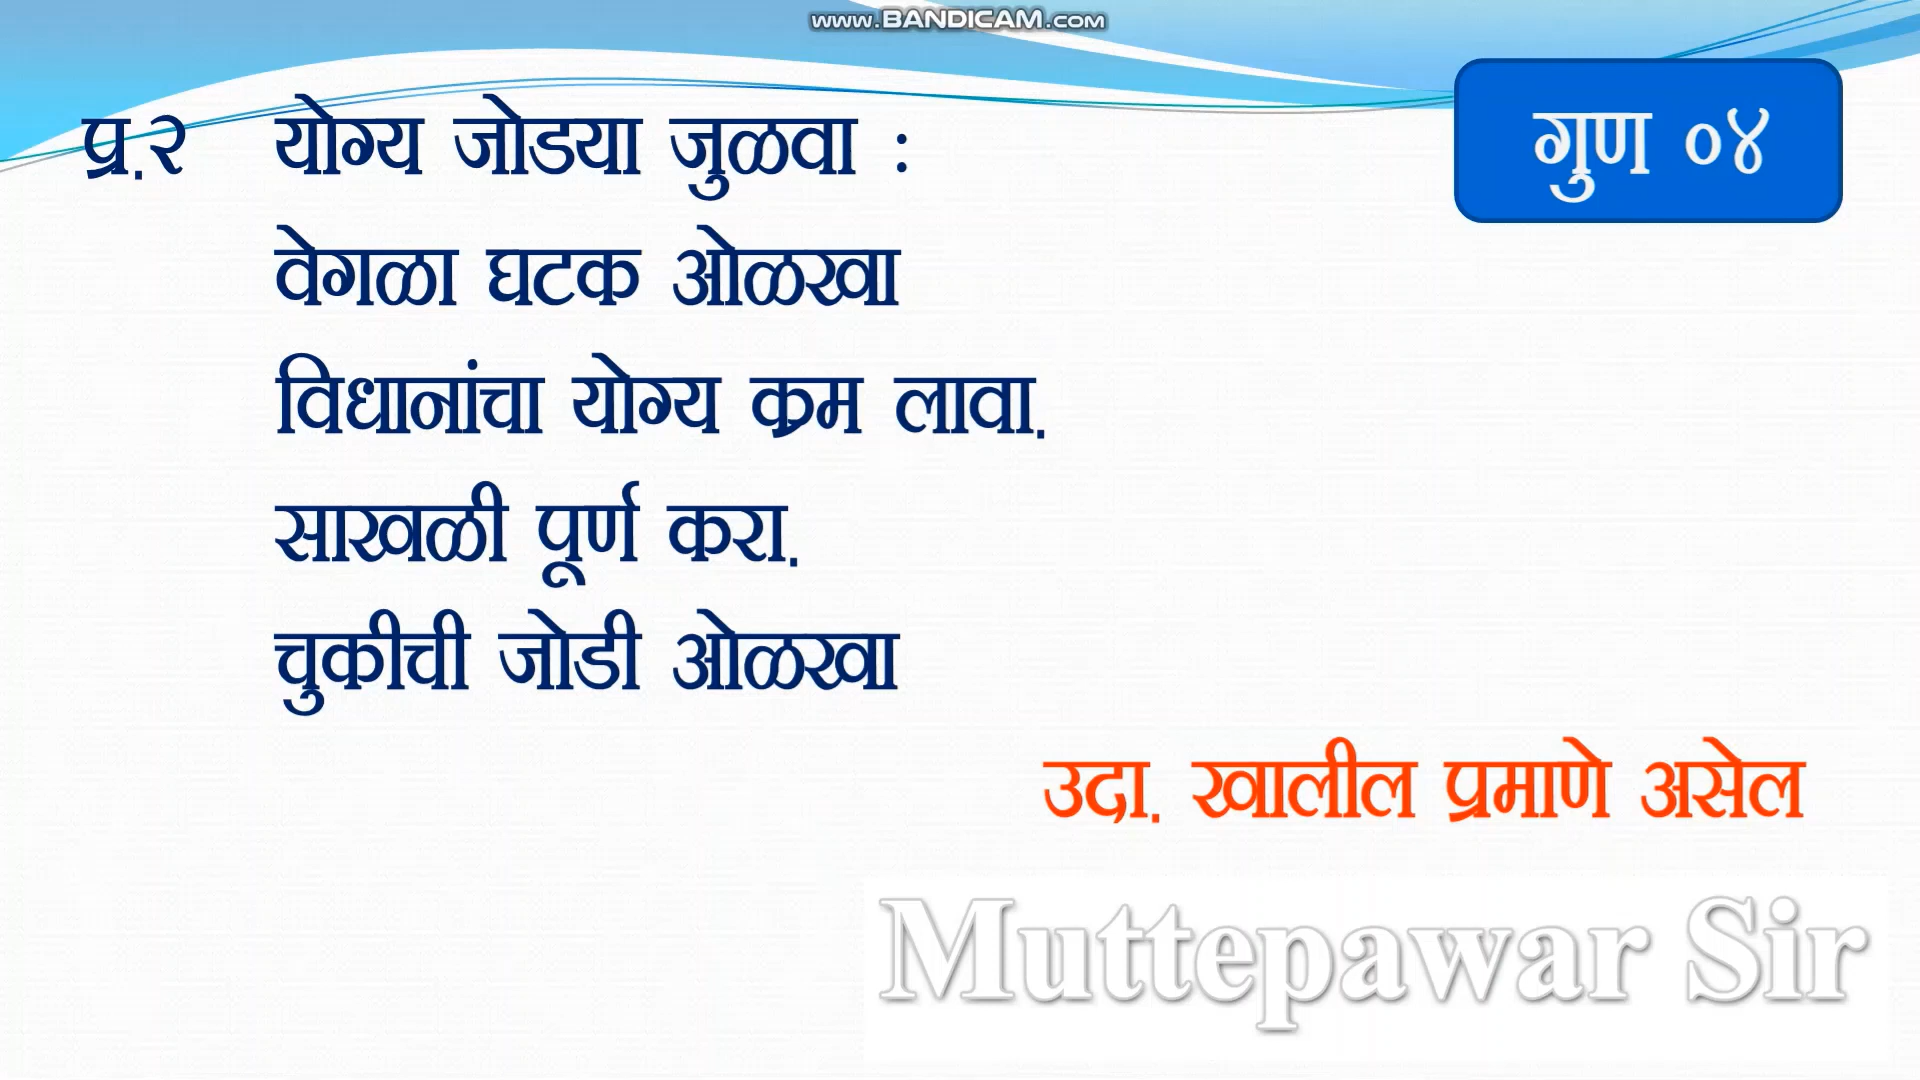 www.BANDICAM.com
प्र.२ योग्य जोडया जुळवा :
गुण ०४
वेगळा घटक ओळखा
विधानांचा योग्य क्रम लावा.
साखळी पूर्ण करा.
चुकीची जोडी ओळखा
उदा. खालील प्रमाणे असेल
Muttepawar Sir